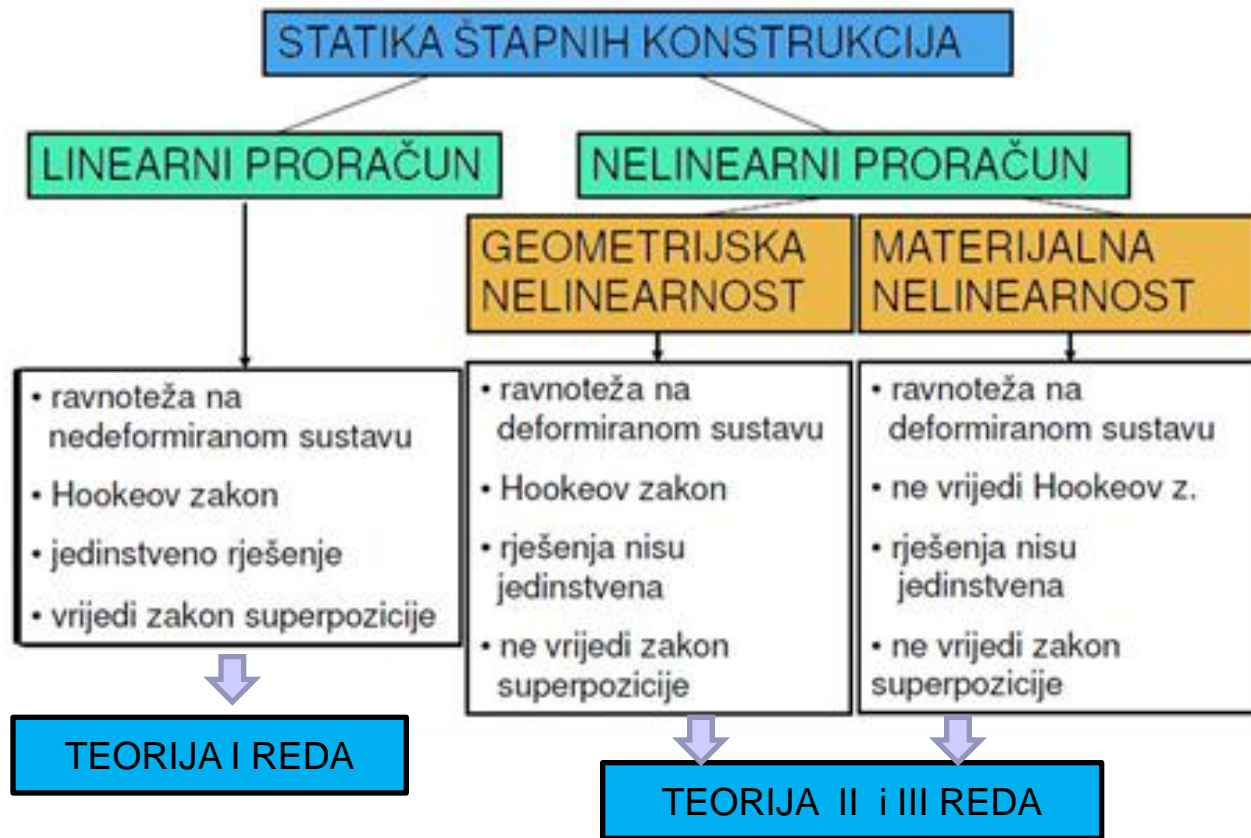 STATIKA ŠTAPNIH KONSTRUKCIJA
LINEARNI PRORAČUN
NELINEARNI PRORAČUN
GEOMETRIJSKA
NELINEARNOST
MATERIJALNA
NELINEARNOST
• ravnoteža na
nedeformiranom sustavu
• Hookeov zakon
• jedinstveno rješenje
• vrijedi zakon superpozicije
• ravnoteža na
deformiranom sustavu
• Hookeov zakon
• rješenja nisu
jedinstvena
• ne vrijedi zakon
superpozicije
• ravnoteža na
deformiranom sustavu
• ne vrijedi Hookeov z.
• rješenja nisu
jedinstvena
• ne vrijedi zakon
superpozicije
TEORIJA I REDA
TEORIJA II i III REDA